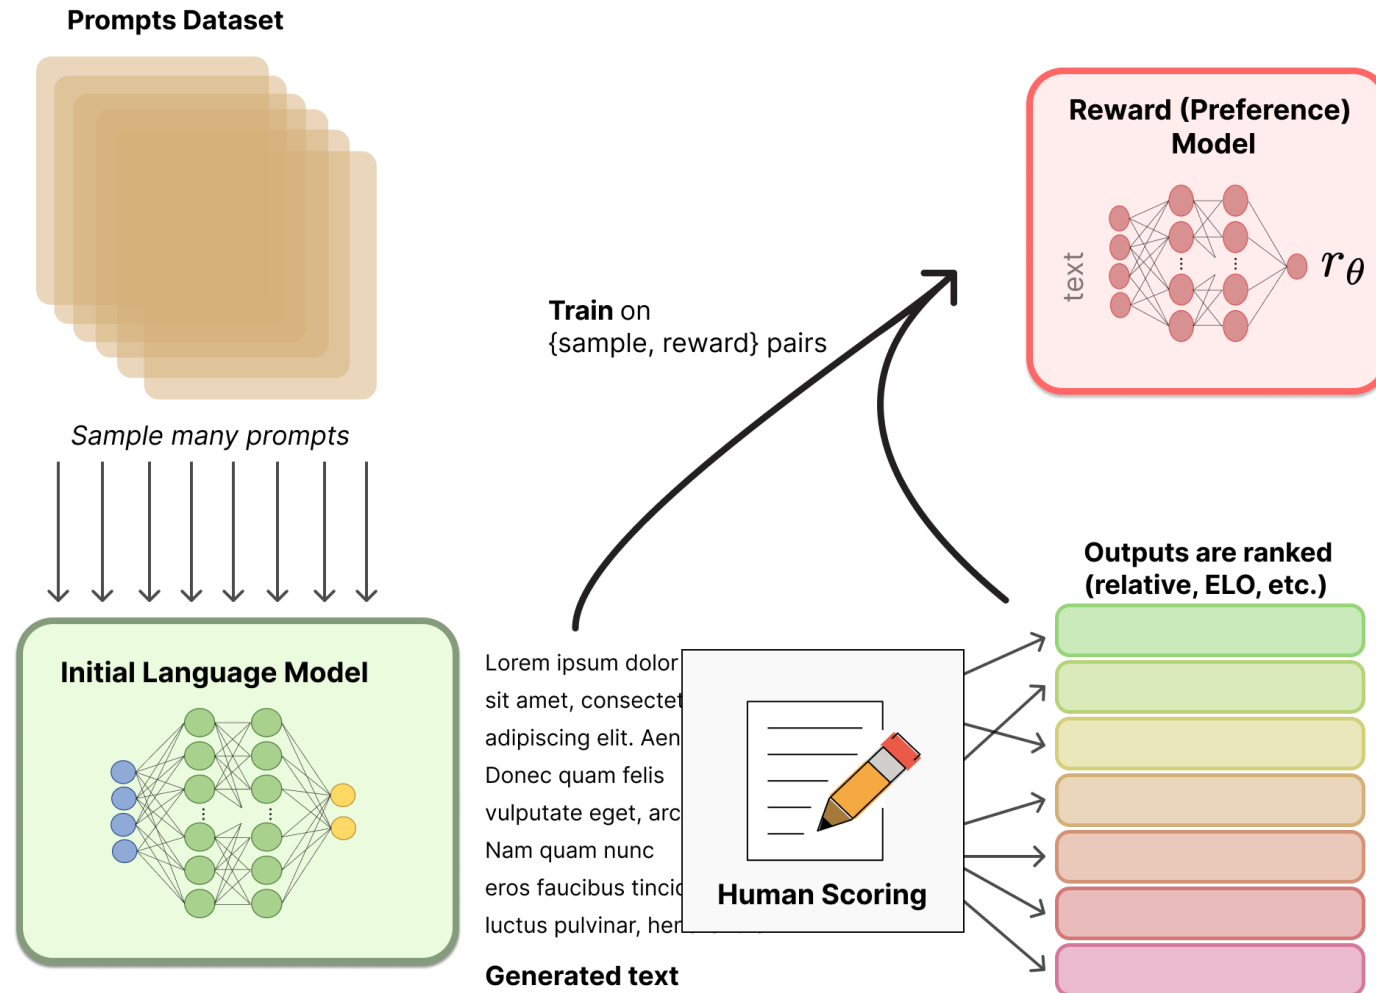 Prompts Dataset
Sample many prompts
Initial Language Model
Train on
{sample, reward} pairs
Reward (Preference)
Model
text
rθ
Lorem ipsum dolor
sit amet, consectet
adipiscing elit. Aen
Donec quam felis
vulputate eget, arc
Nam quam nunc
eros faucibus tincid
luctus pulvinar, her
Generated text
Human Scoring
Outputs are ranked
(relative, ELO, etc.)